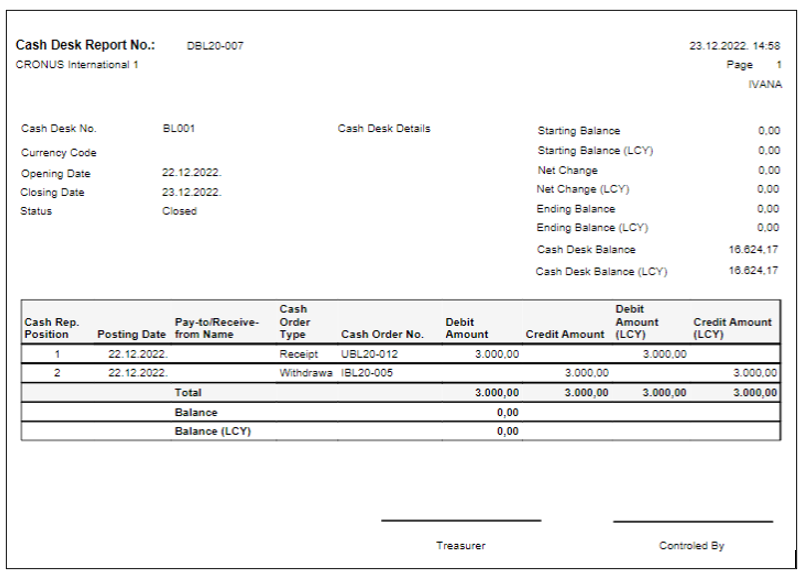 Cash Desk Report No.: DBL20-007 23.12.2022. 14:58
CRONUS International 1 Page 1
IVANA
Cash Desk No. BL001 Cash Desk Details Starting Balance 0,00
Currency Code Starting Balance (LCY) 0,00
Opening Date 22.12.2022. Net Change 0,00
Closing Date 23.12.2022. Net Change (LCY) 0,00
Status Closed Ending Balance 0,00
Ending Balance (LCY) 0,00
Cash Desk Balance 16.624,17
Cash Desk Balance (LCY) 16.624,17
Cash Rep. Position Posting Date Pay-to/Receive-from Name Cash Order Type Cash Order No. Debit Amount Credit Amount Debit Amount (LCY) Credit Amount (LCY)
1 22.12.2022. Receipt UBL20-012 3.000,00 3.000,00
2 22.12.2022. Withdrawa IBL20-005 3.000,00 3.000,00
Total 3.000,00 3.000,00 3.000,00 3.000,00
Balance 0,00
Balance (LCY) 0,00
Treasurer Controled By